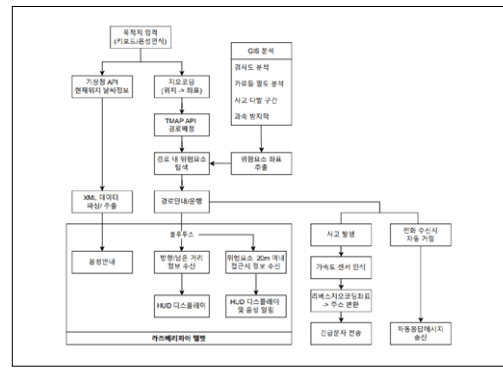 목적지 입력
(키보드/음성인식)
GIS 분석
경사도 분석
가로등 밀도 분석
사고 다발 구간
과속 방지턱
기상청 API
현재위치 날씨정보
지오코딩
(위치 -> 좌표)
TMAP API
경로배정
경로 내 위험요소
탐색
위험요소 좌표
추출
XML 데이터
파싱/ 추출
경로안내/운행
블루투스
사고 발생
전화 수신시
자동 거절
음성안내
방향/남은 거리
정보 수신
위험요소 20m 이내
접근시 정보 수신
가속도 센서 인식
HUD 디스플레이
HUD 디스플레이
및 음성 알림
리버스지오코딩좌표
-> 주소 변환
긴급문자 전송
자동응답메시지
송신
라즈베리파이 헬멧